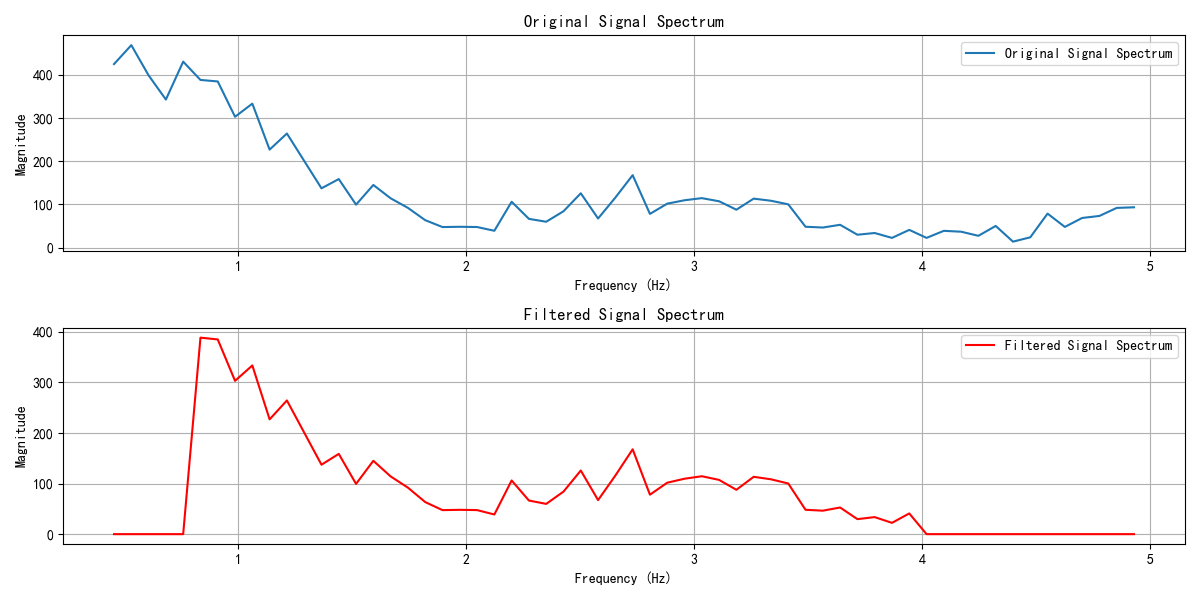 Original Signal Spectrum
Original Signal Spectrum
Magnitude
400
300
200
100
0
1 2 3 4 5
Frequency (Hz)
Filtered Signal Spectrum
Filtered Signal Spectrum
Magnitude
400
300
200
100
0
1 2 3 4 5
Frequency (Hz)